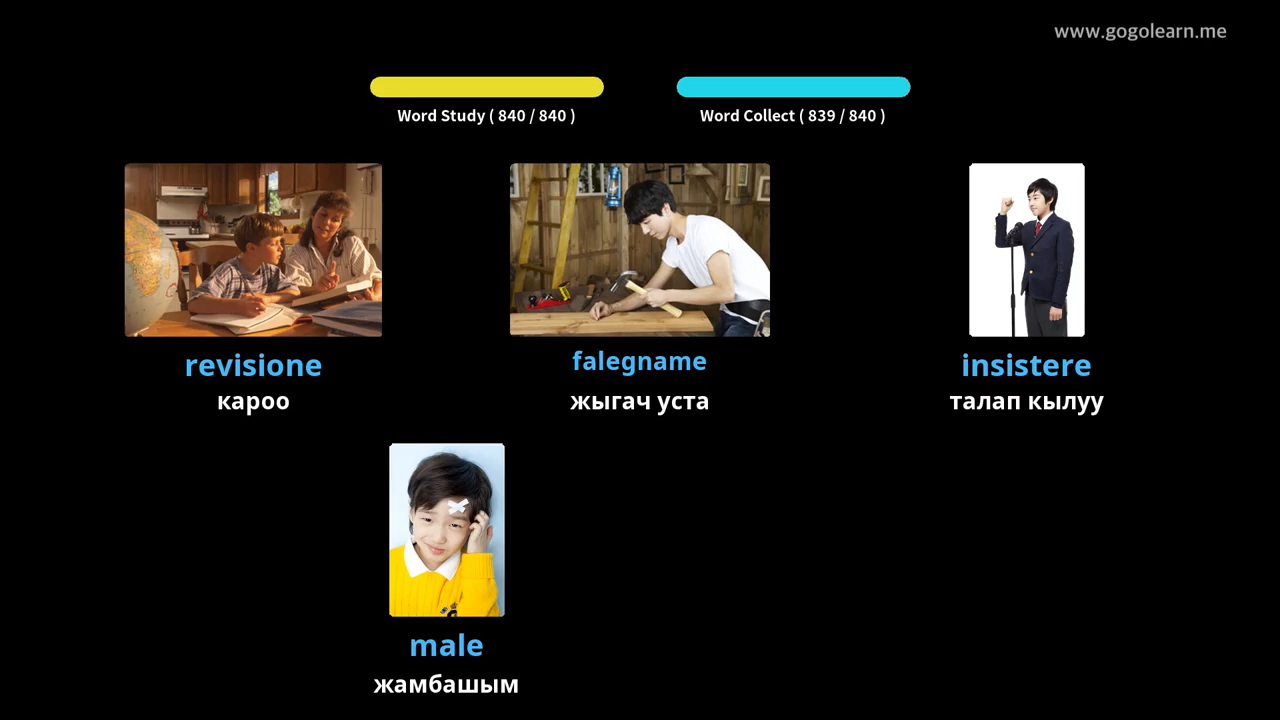 www.gogolearn.me
Word Study ( 840 / 840 )
Word Collect ( 839 / 840 )
revisione
кароо
falegname
жыгач уста
insistere
талап кылуу
male
жамбашым